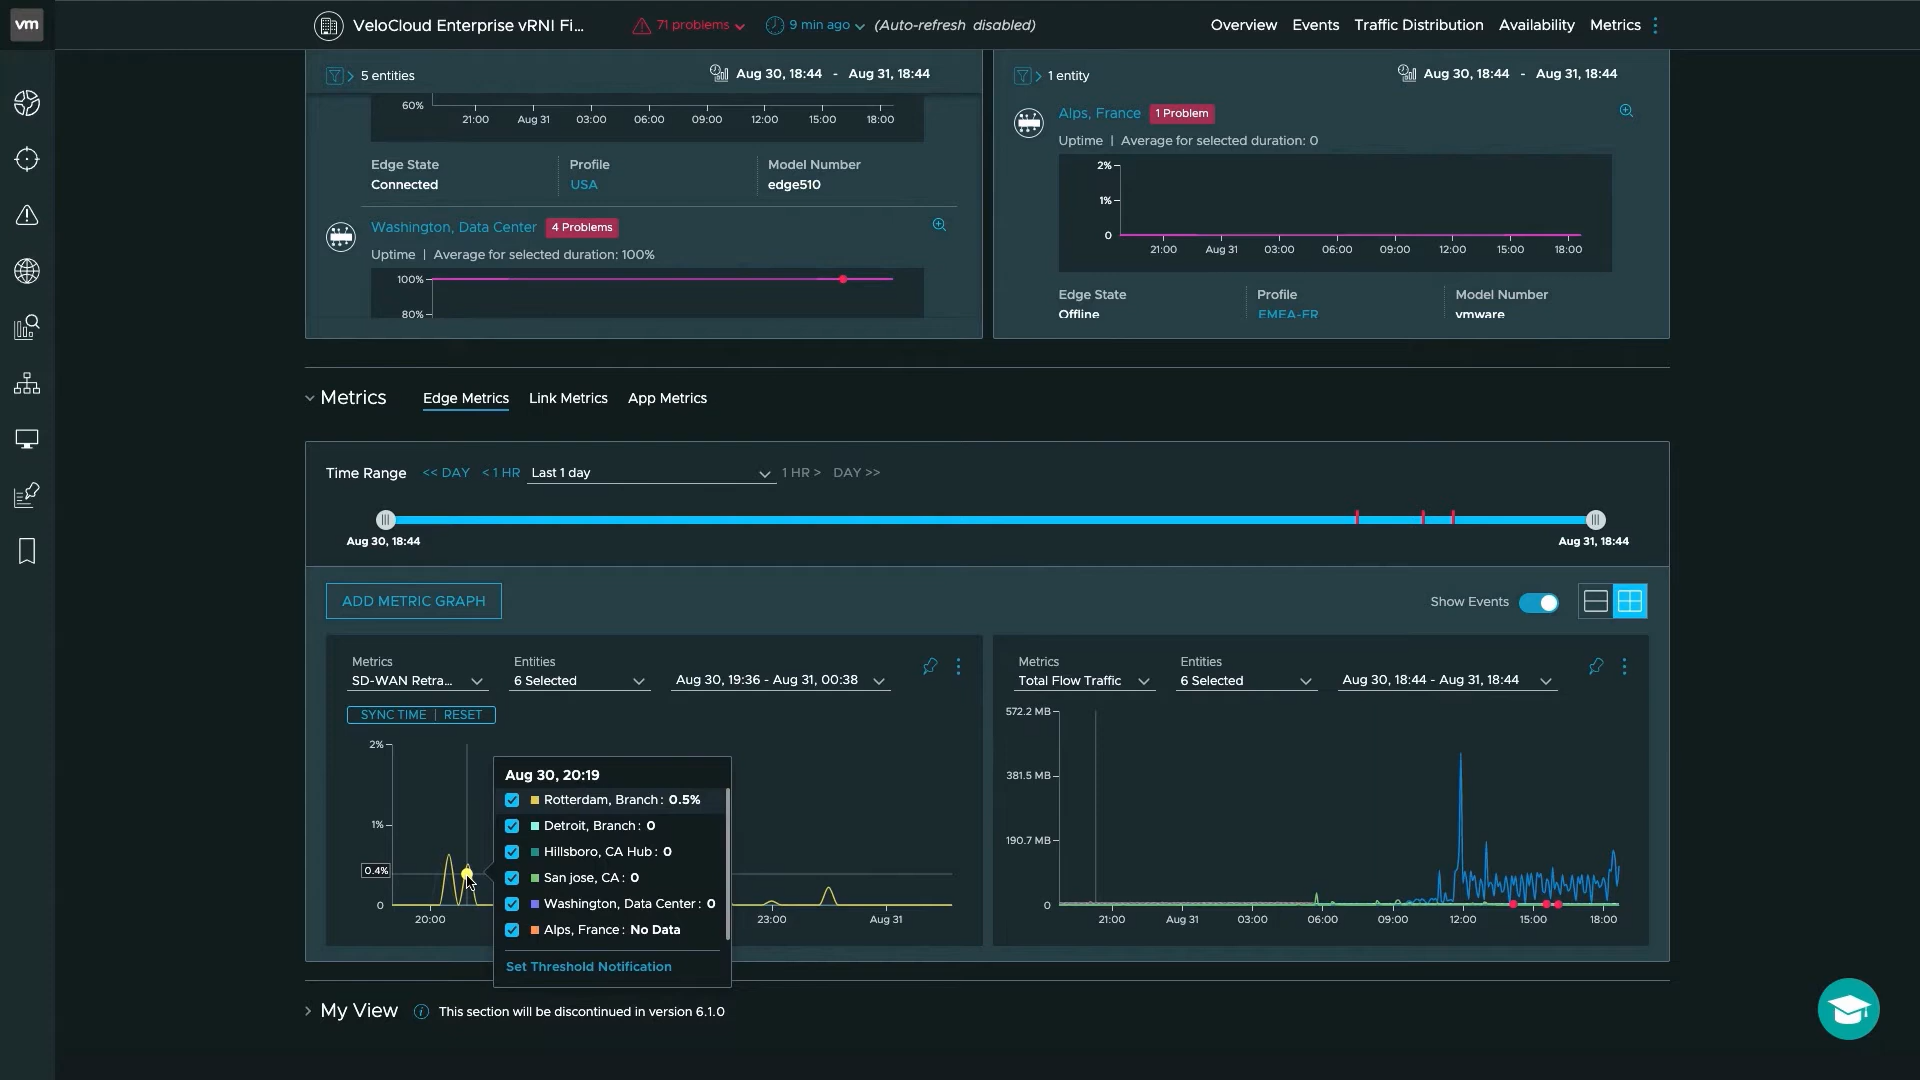 vm
VeloCloud Enterprise vRNI Fi...
71 problems
9 min ago
(Auto-refresh disabled)
Overview
Events
Traffic Distribution
Availability
Metrics
5 entities
Aug 30, 18:44 - Aug 31, 18:44
60%
21:00 Aug 31 03:00 06:00 09:00 12:00 15:00 18:00
Edge State
Connected
Profile
USA
Model Number
edge510
Washington, Data Center
4 Problems
Uptime | Average for selected duration: 100%
100%
80%
1 entity
Aug 30, 18:44 - Aug 31, 18:44
Alps, France
1 Problem
Uptime | Average for selected duration: 0
2%
1%
0
21:00 Aug 31 03:00 06:00 09:00 12:00 15:00 18:00
Edge State
Offline
Profile
EMEA-FR
Model Number
vmware
Metrics
Edge Metrics
Link Metrics
App Metrics
Time Range
<< DAY
< 1 HR
Last 1 day
1 HR >
DAY >>
Aug 30, 18:44
Aug 31, 18:44
ADD METRIC GRAPH
Show Events
Metrics
SD-WAN Retra...
Entities
6 Selected
Aug 30, 19:36 - Aug 31, 00:38
SYNC TIME | RESET
2%
1%
0.4%
0
20:00
23:00
Aug 31
Aug 30, 20:19
Rotterdam, Branch : 0.5%
Detroit, Branch : 0
Hillsboro, CA Hub : 0
San jose, CA : 0
Washington, Data Center : 0
Alps, France : No Data
Set Threshold Notification
Metrics
Total Flow Traffic
Entities
6 Selected
Aug 30, 18:44 - Aug 31, 18:44
572.2 MB
381.5 MB
190.7 MB
0
21:00 Aug 31 03:00 06:00 09:00 12:00 15:00 18:00
My View
This section will be discontinued in version 6.1.0